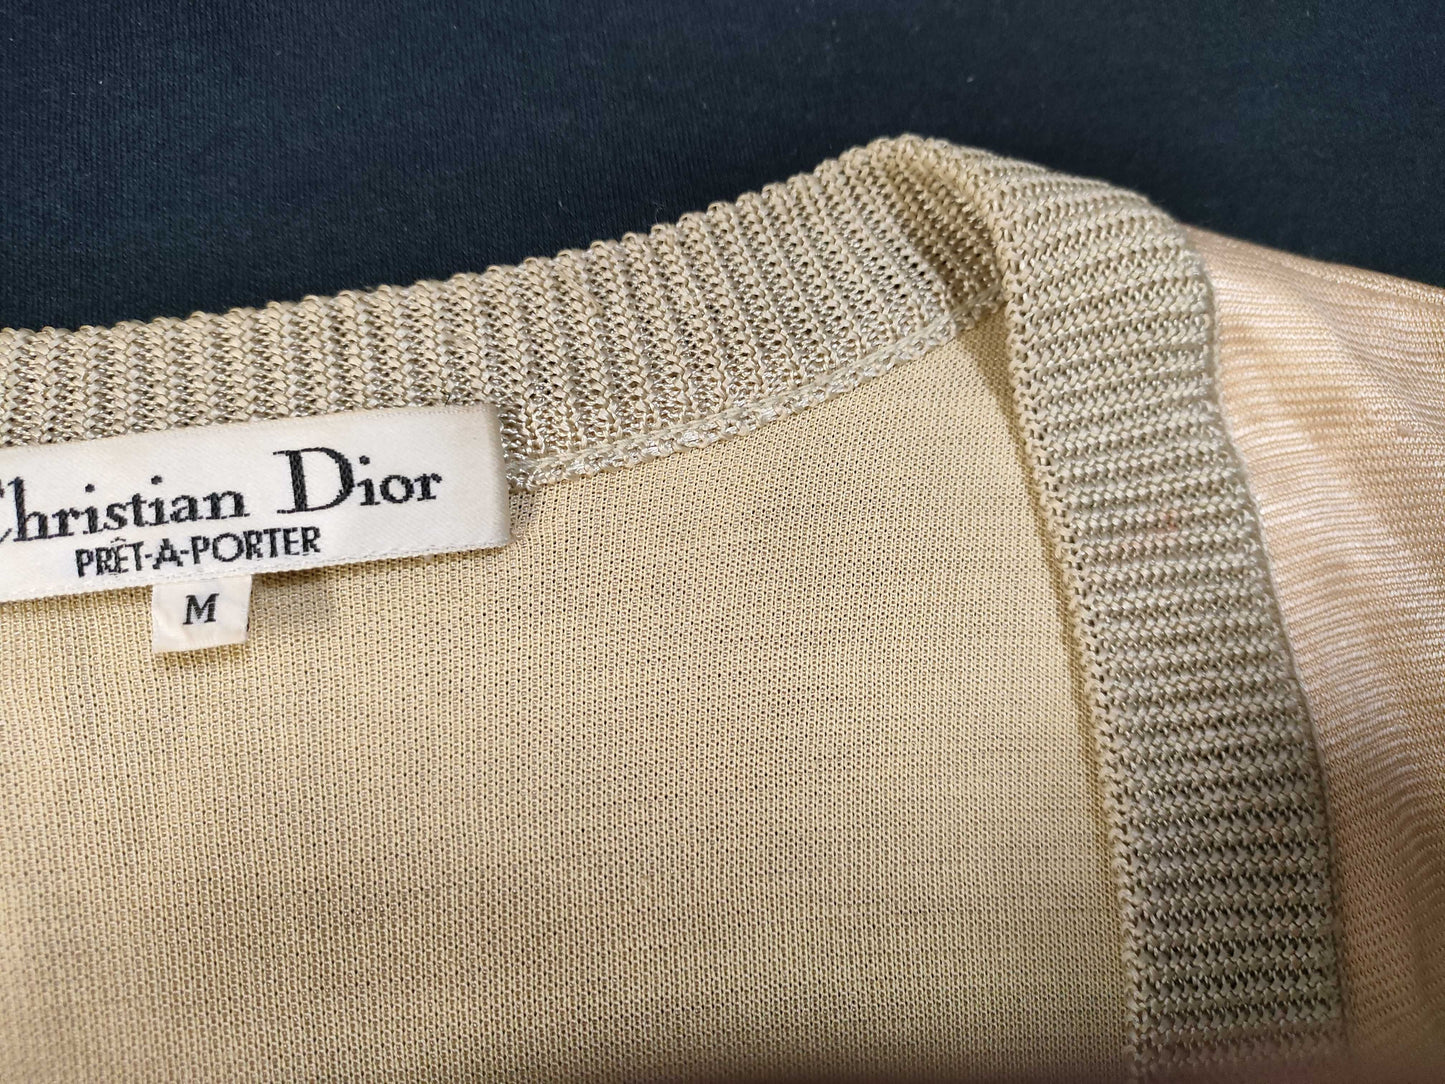 Christian Dior
PRÊT-A-PORTER
M